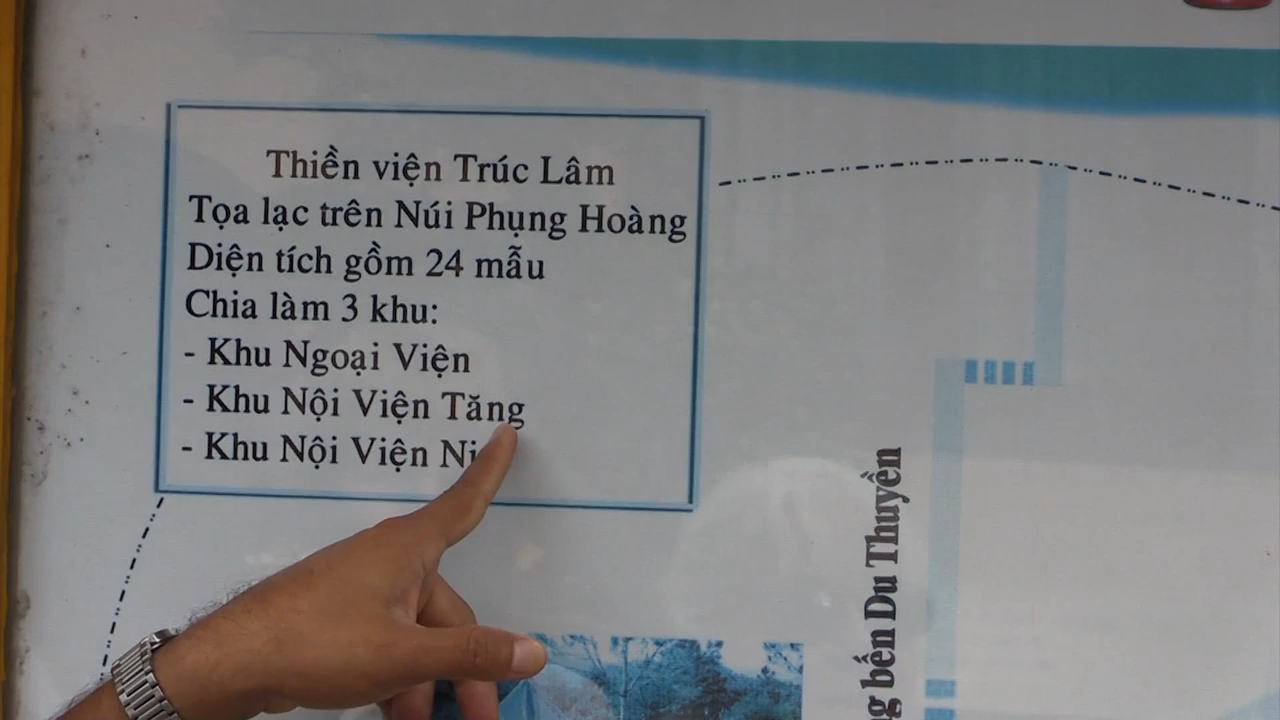 Thiền viện Trúc Lâm
Tọa lạc trên Núi Phụng Hoàng
Diện tích gồm 24 mẫu
Chia làm 3 khu:
- Khu Ngoại Viện
- Khu Nội Viện Tăng
- Khu Nội Viện
bến Du Thuyền